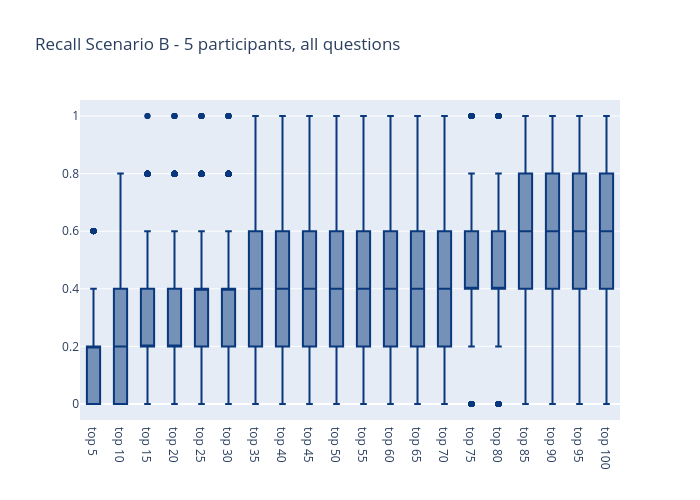 Recall Scenario B - 5 participants, all questions
1
0.8
0.6
0.4
0.2
0
top 5
top 10
top 15
top 20
top 25
top 30
top 35
top 40
top 45
top 50
top 55
top 60
top 65
top 70
top 75
top 80
top 85
top 90
top 95
top 100